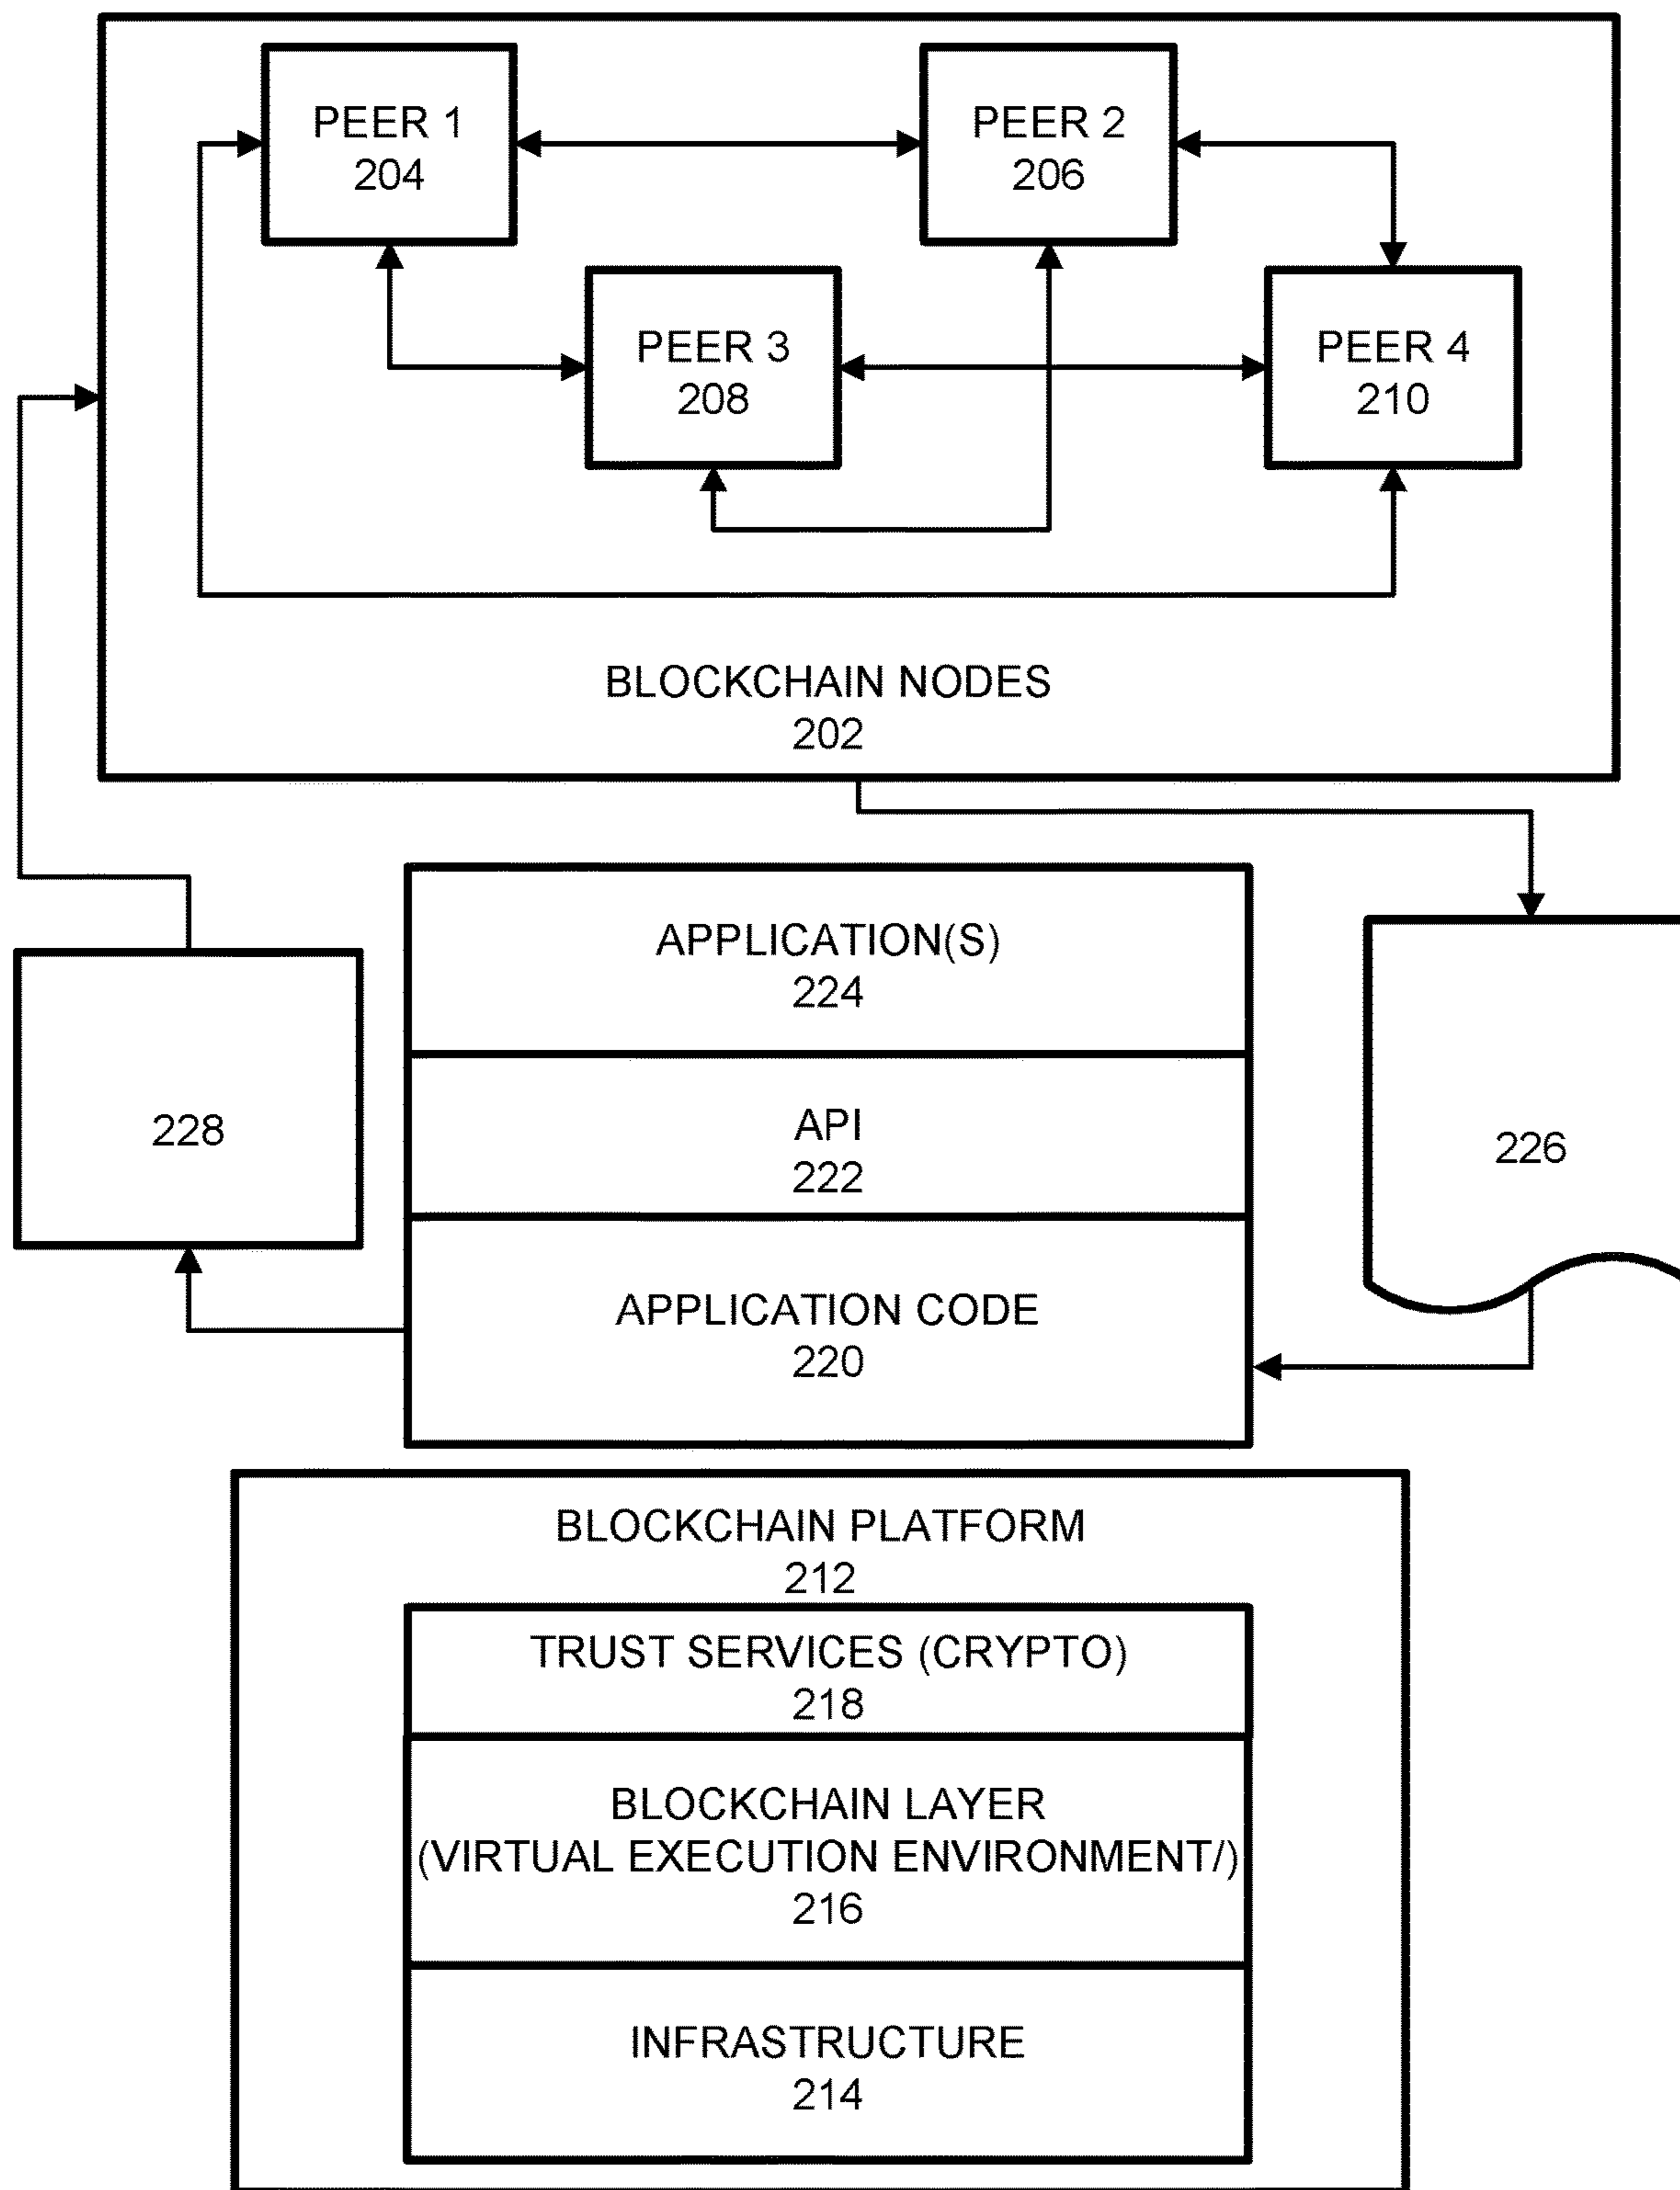 PEER 1
204
PEER 2
206
PEER 3
208
PEER 4
210
BLOCKCHAIN NODES
202
APPLICATION(S)
224
API
222
228
226
APPLICATION CODE
220
BLOCKCHAIN PLATFORM
212
TRUST SERVICES (CRYPTO)
218
BLOCKCHAIN LAYER
(VIRTUAL EXECUTION ENVIRONMENT/)
216
INFRASTRUCTURE
214